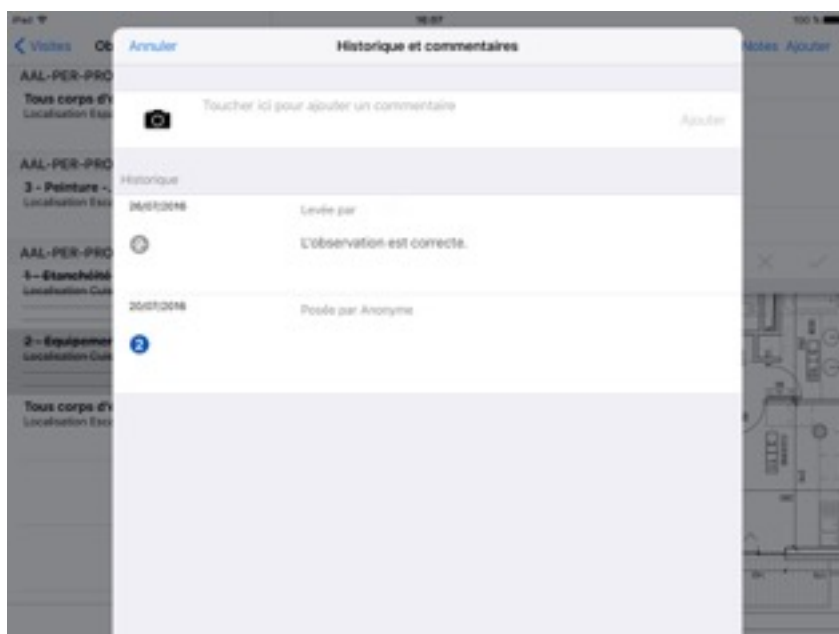 iPad 16:07 100 %
Visites Ob Notes Ajouter
Annuler Historique et commentaires
AAL-PER-PRO
Tous corps d'é
Localisation
Toucher ici pour ajouter un commentaire
Ajouter
AAL-PER-PRO
3 - Peinture -
Localisation
Historique
26/07/2016 Levée par
L'observation est correcte.
AAL-PER-PRO
1 - Etanchéité
Localisation Cuis
20/07/2016 Posée par Anonyme
2
2 - Equipemen
Localisation Cuis
Tous corps d'é
Localisation